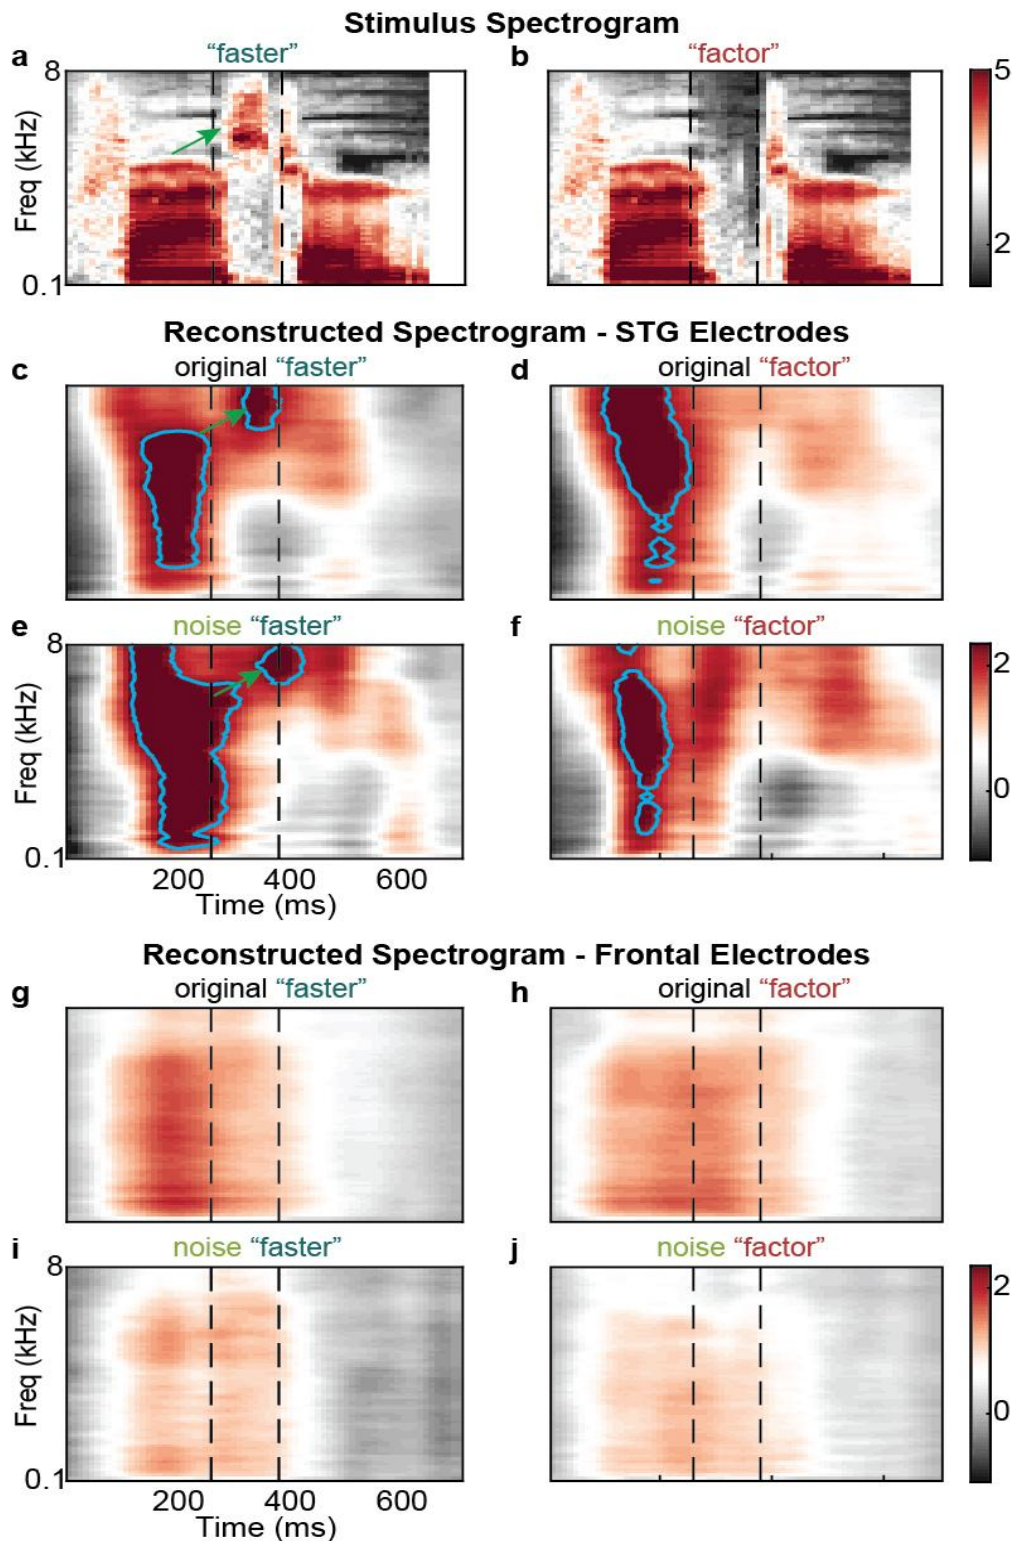 Stimulus Spectrogram
a “faster” b “factor”
8
Freq (kHz)
0.1
5
2
Reconstructed Spectrogram - STG Electrodes
c original “faster” d original “factor”
e noise “faster” f noise “factor”
8
Freq (kHz)
0.1
200 400 600
Time (ms)
2
0
Reconstructed Spectrogram - Frontal Electrodes
g original “faster” h original “factor”
i noise “faster” j noise “factor”
8
Freq (kHz)
0.1
200 400 600
Time (ms)
2
0